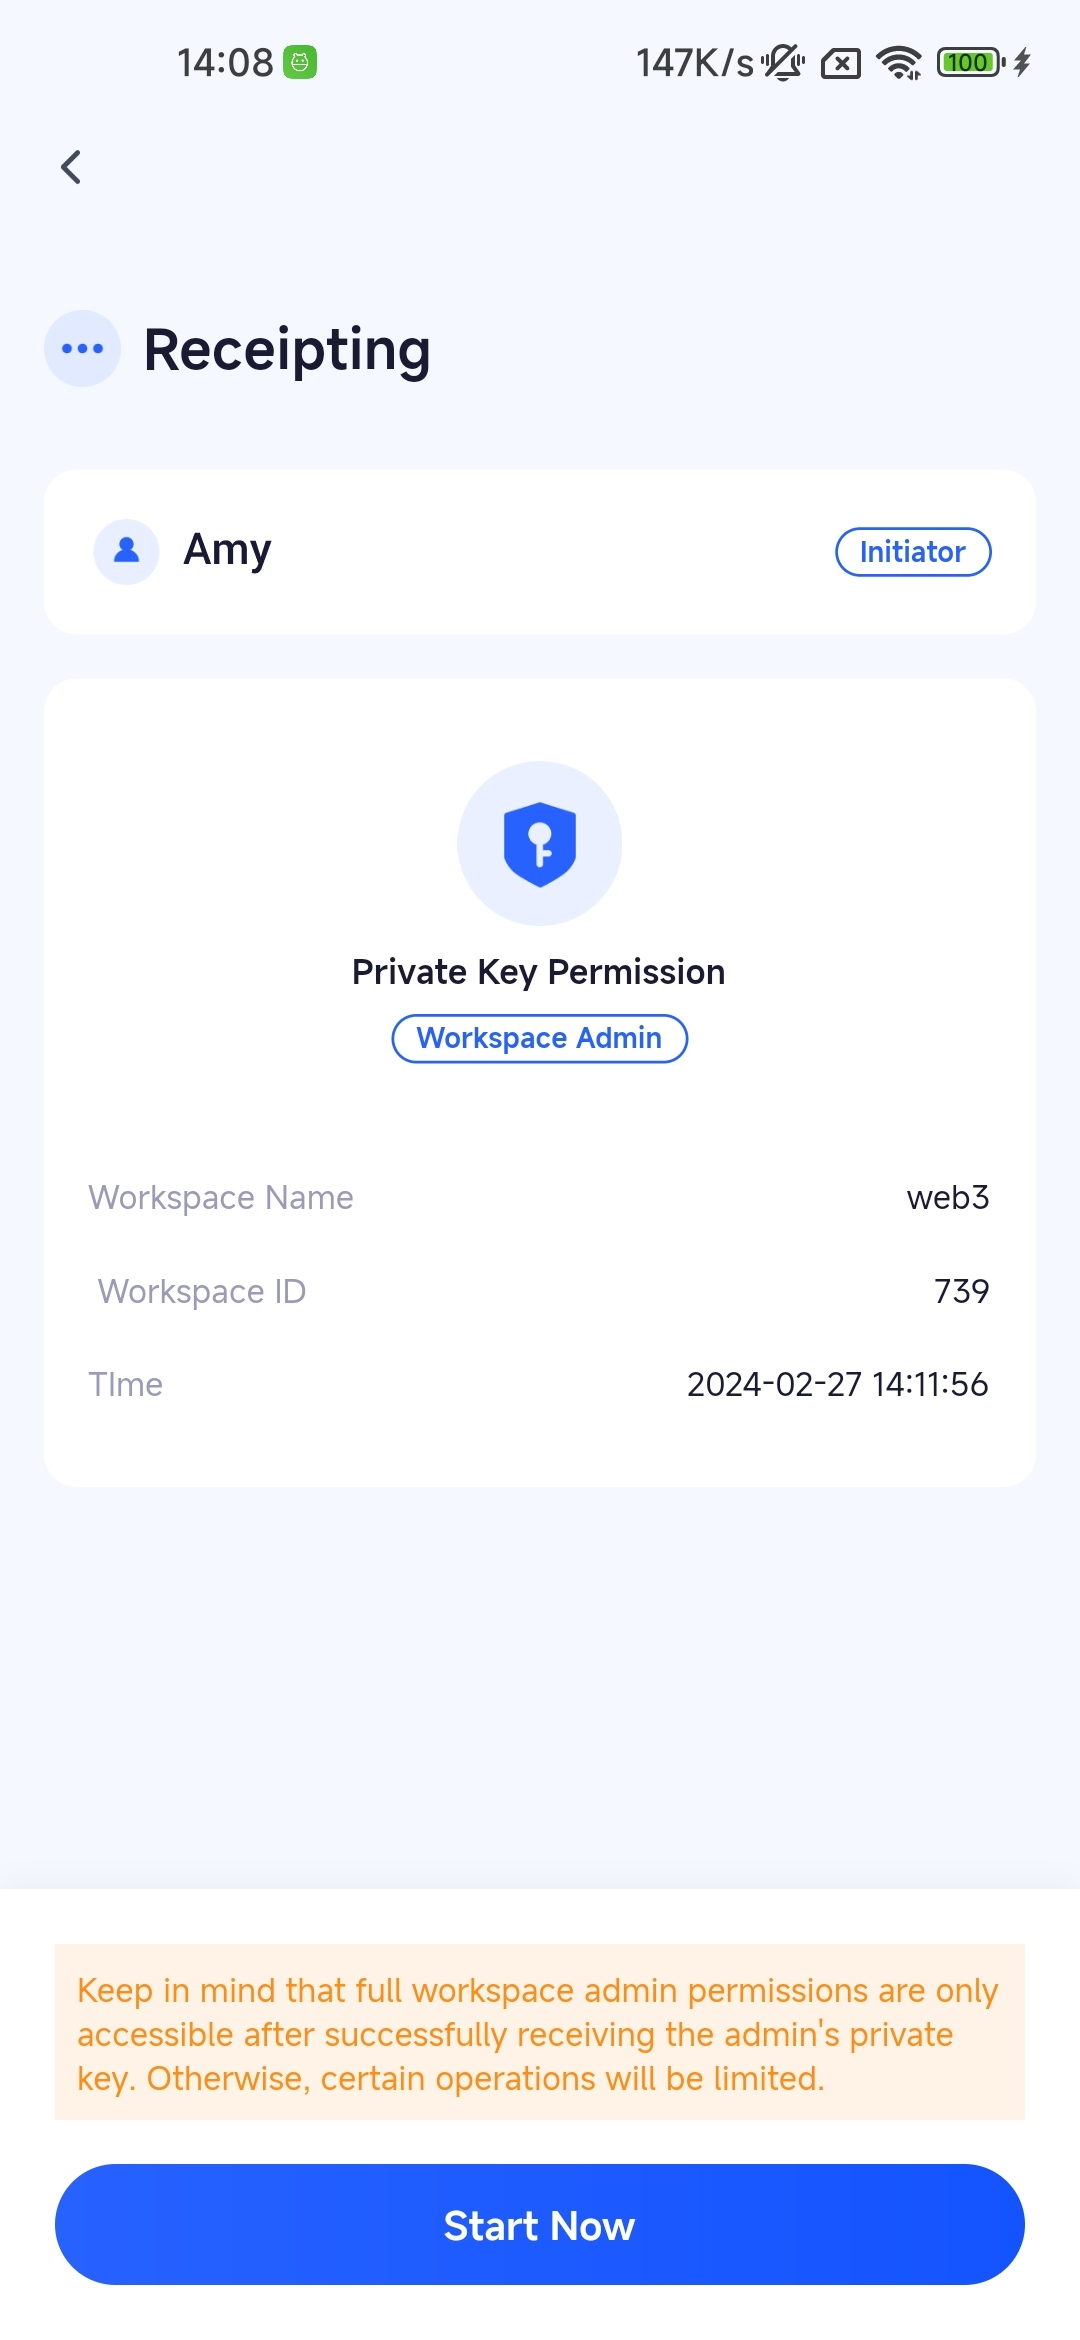 14:08 147K/s 100
Receipting
Amy Initiator
Private Key Permission
Workspace Admin
Workspace Name web3
Workspace ID 739
TIme 2024-02-27 14:11:56
Keep in mind that full workspace admin permissions are only
accessible after successfully receiving the admin's private
key. Otherwise, certain operations will be limited.
Start Now